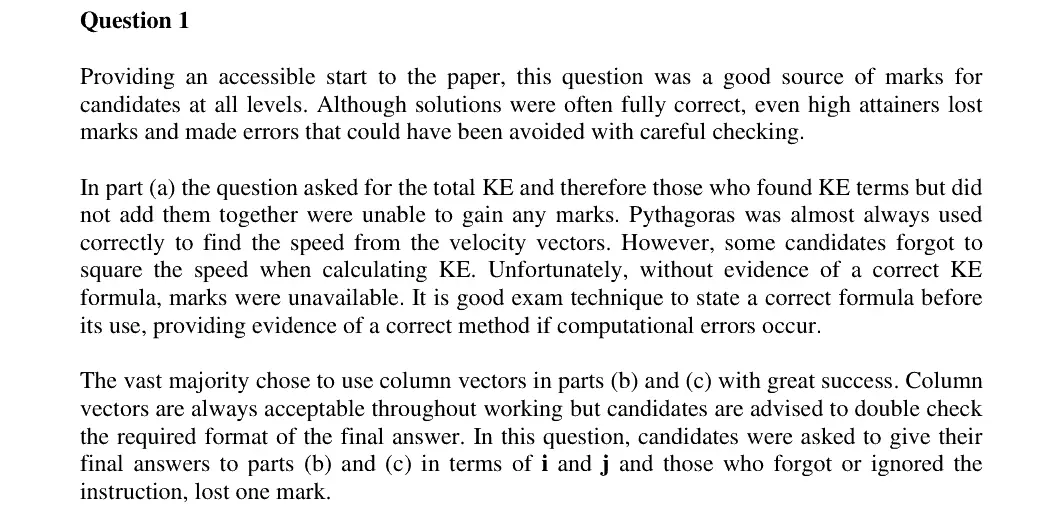 Question 1
Providing an accessible start to the paper, this question was a good source of marks for
candidates at all levels. Although solutions were often fully correct, even high attainers lost
marks and made errors that could have been avoided with careful checking.
In part (a) the question asked for the total KE and therefore those who found KE terms but did
not add them together were unable to gain any marks. Pythagoras was almost always used
correctly to find the speed from the velocity vectors. However, some candidates forgot to
square the speed when calculating KE. Unfortunately, without evidence of a correct KE
formula, marks were unavailable. It is good exam technique to state a correct formula before
its use, providing evidence of a correct method if computational errors occur.
The vast majority chose to use column vectors in parts (b) and (c) with great success. Column
vectors are always acceptable throughout working but candidates are advised to double check
the required format of the final answer. In this question, candidates were asked to give their
final answers to parts (b) and (c) in terms of i and j and those who forgot or ignored the
instruction, lost one mark.